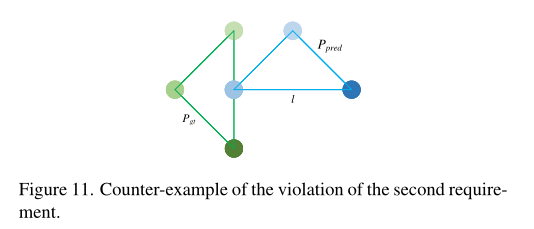 P_pred
l
P_gt
Figure 11. Counter-example of the violation of the second require-
ment.